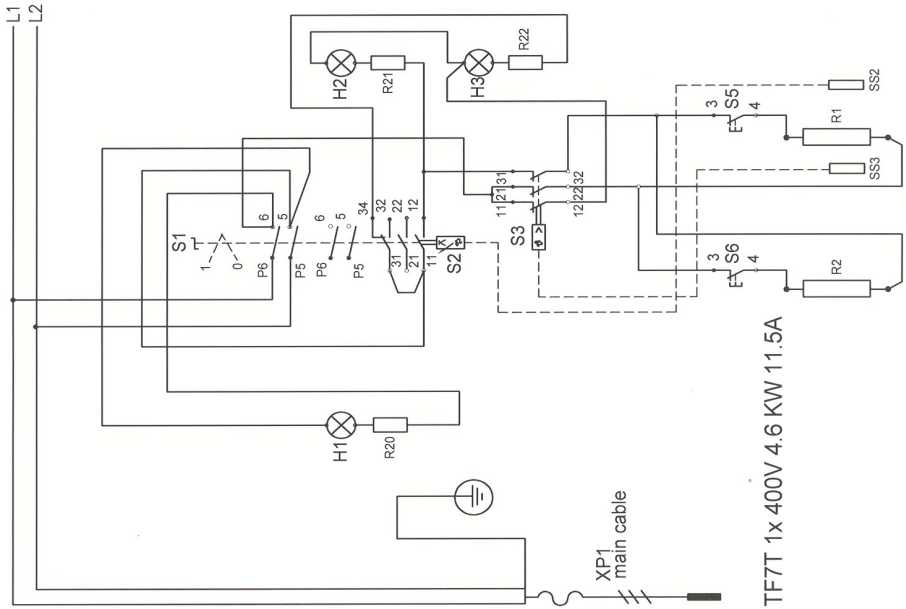 L1
L2
S1
1
0
6
5
P6
P5
6
5
P6
P5
34
32
22
12
31
21
11
S2
H2
R21
H3
R22
31
21
11
32
22
12
S3
SS2
SS3
3
S5
4
R1
3
S6
4
R2
H1
R20
XP1
main cable
TF7T 1x 400V 4.6 KW 11.5A